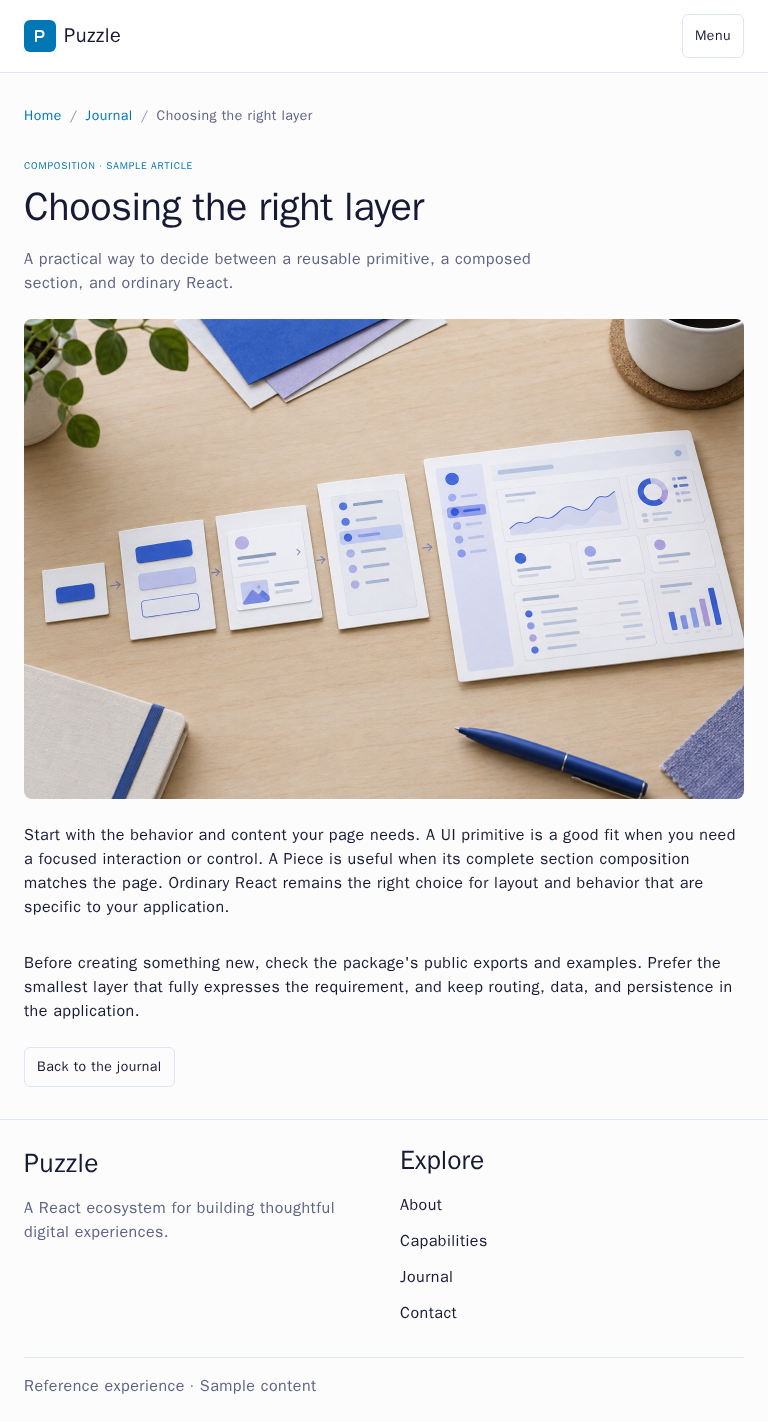 P Puzzle
Menu
Home / Journal / Choosing the right layer
COMPOSITION · SAMPLE ARTICLE
Choosing the right layer
A practical way to decide between a reusable primitive, a composed
section, and ordinary React.
Start with the behavior and content your page needs. A UI primitive is a good fit when you need
a focused interaction or control. A Piece is useful when its complete section composition
matches the page. Ordinary React remains the right choice for layout and behavior that are
specific to your application.
Before creating something new, check the package's public exports and examples. Prefer the
smallest layer that fully expresses the requirement, and keep routing, data, and persistence in
the application.
Back to the journal
Puzzle
A React ecosystem for building thoughtful
digital experiences.
Explore
About
Capabilities
Journal
Contact
Reference experience · Sample content